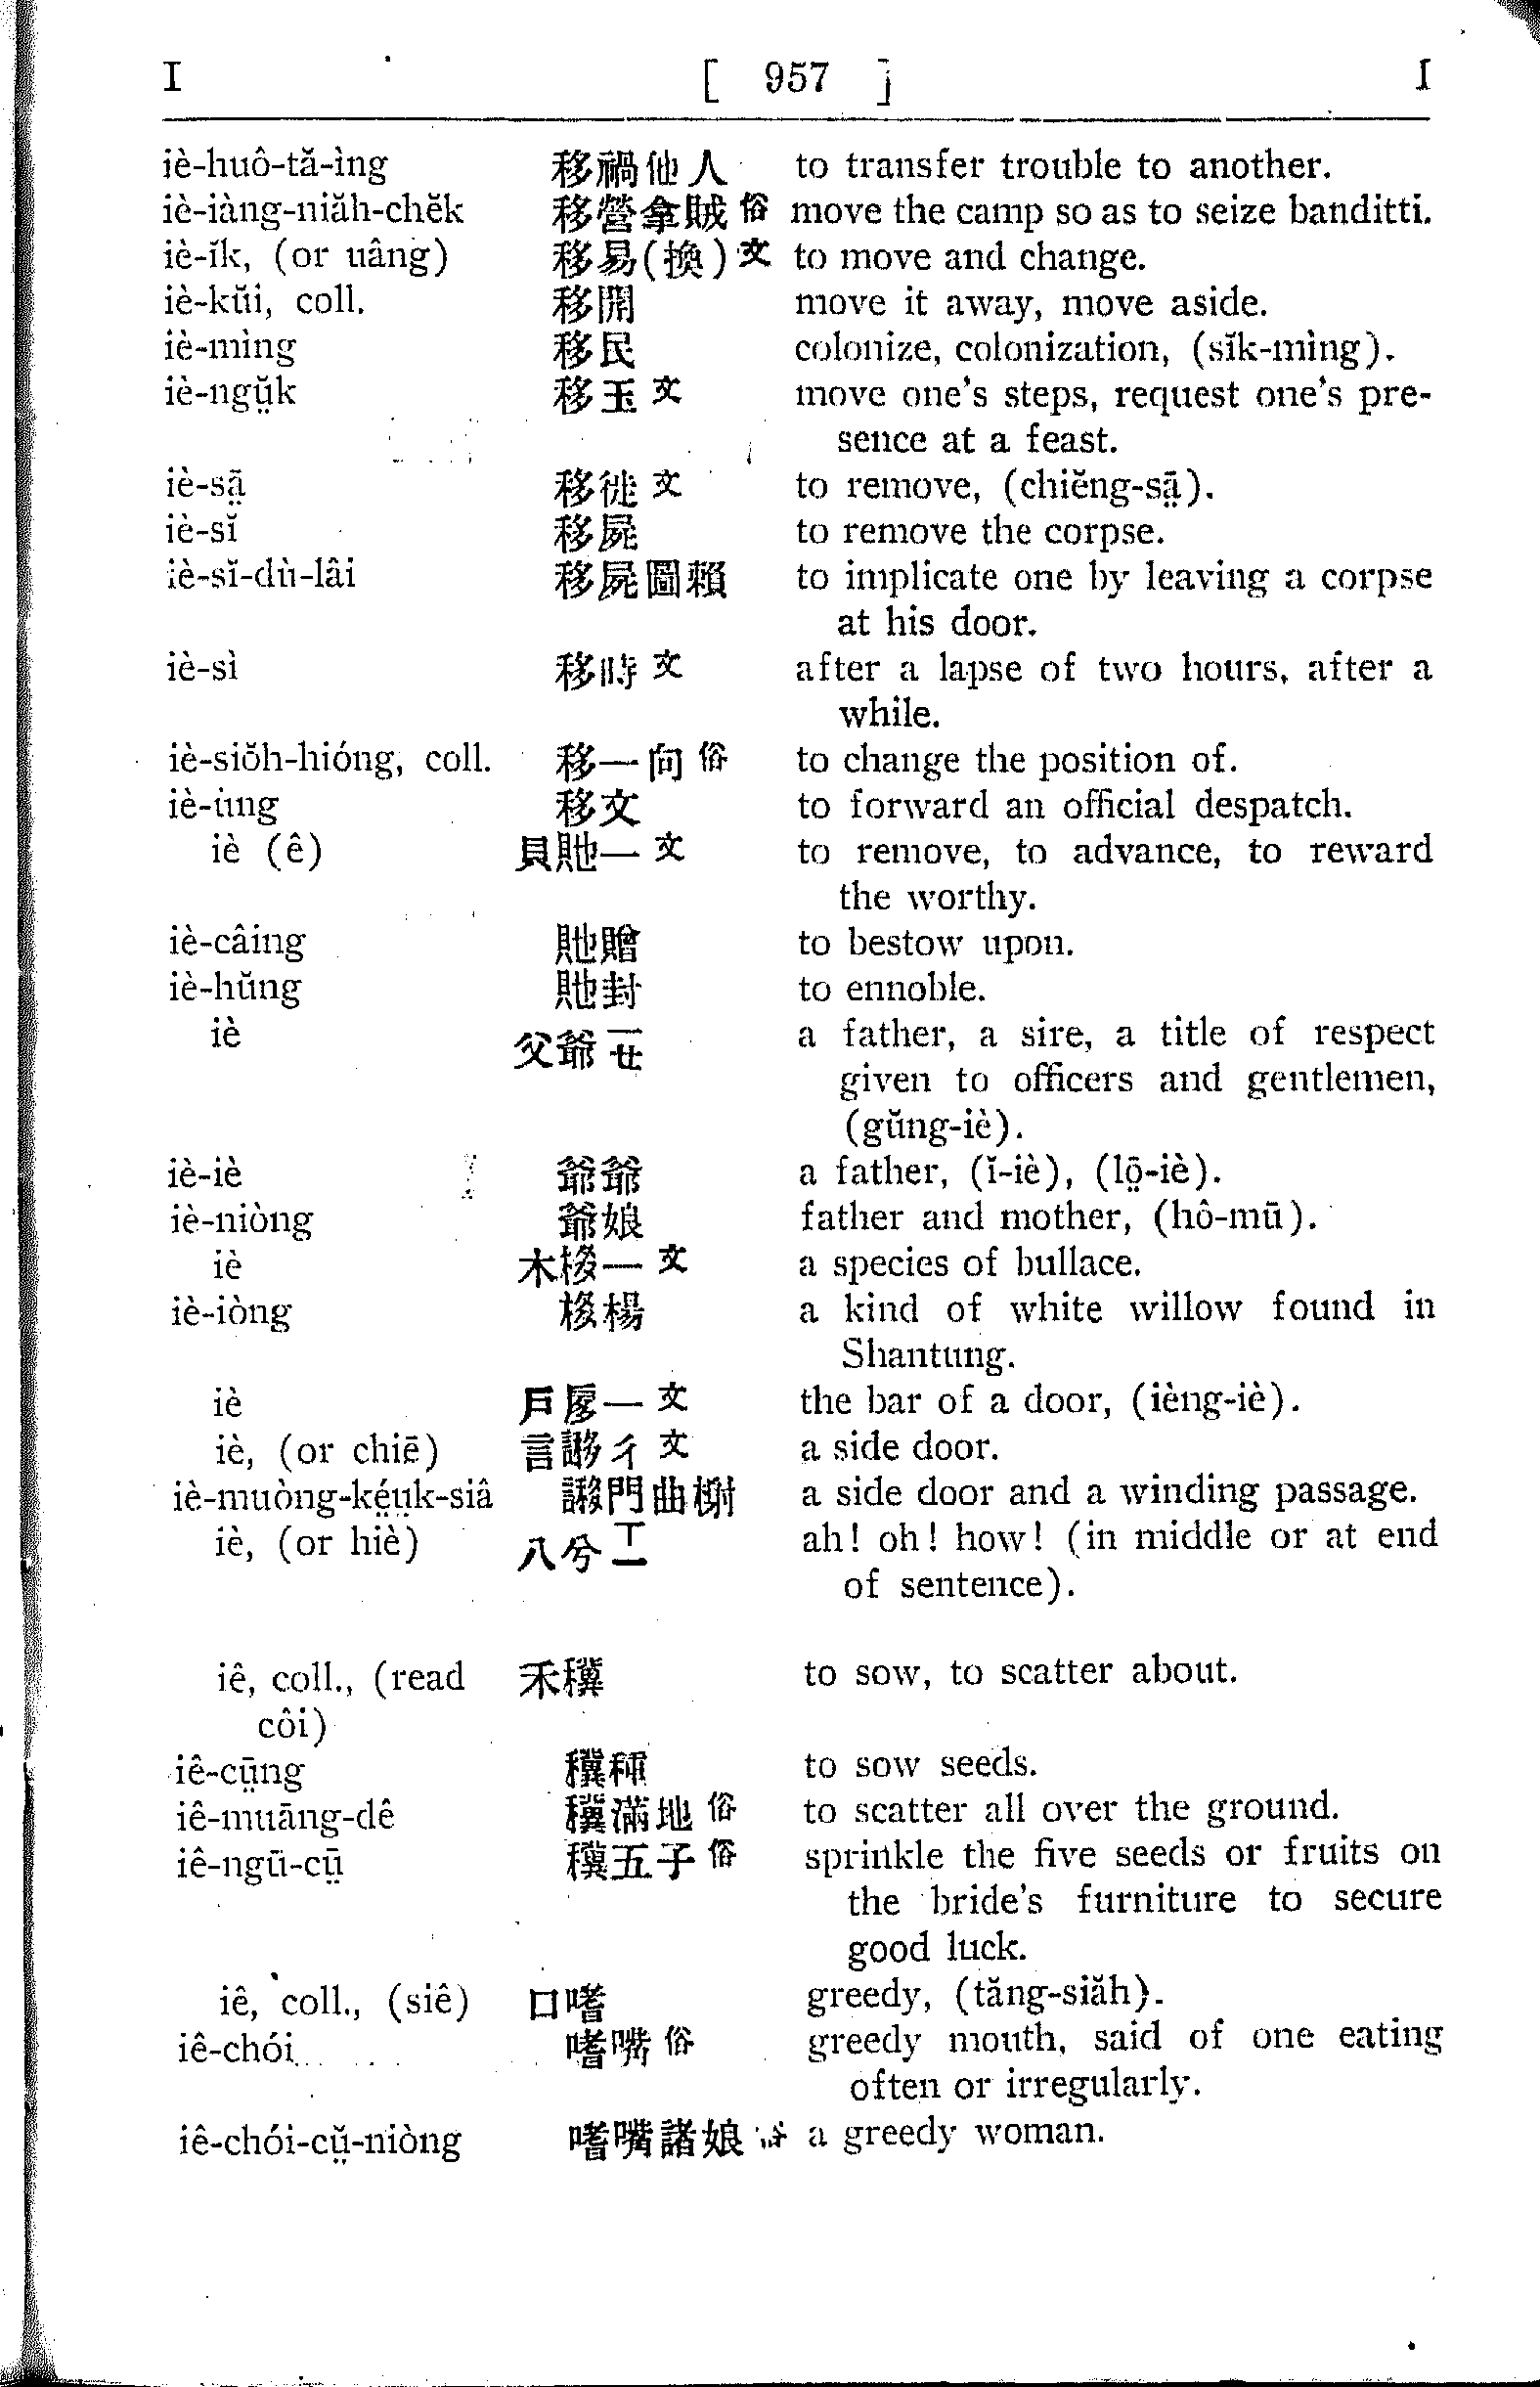 I [ 957 ] I
iè-huô-tă-ìng 移禍他人 to transfer trouble to another.
iè-iàng-niăh-chĕk 移營拿賊俗 move the camp so as to seize banditti.
iè-ĭk, (or uâng) 移易(換)文 to move and change.
iè-kŭi, coll. 移開 move it away, move aside.
iè-mìng 移民 colonize, colonization, (sĭk-mìng).
iè-ngṳ̆k 移玉文 move one's steps, request one's pre-
sence at a feast.
iè-sạ̄ 移徙文 to remove, (chiĕng-sạ̄).
iè-sĭ 移屍 to remove the corpse.
iè-sĭ-dù-lâi 移屍圖賴 to implicate one by leaving a corpse
at his door.
iè-sì 移時文 after a lapse of two hours, after a
while.
iè-siŏh-hióng, coll. 移一向俗 to change the position of.
iè-ùng 移文 to forward an official despatch.
iè (ê) 貝貤一文 to remove, to advance, to reward
the worthy.
iè-câing 貤贈 to bestow upon.
iè-hŭng 貤封 to ennoble.
iè 父爺 a father, a sire, a title of respect
given to officers and gentlemen,
(gŭng-iè).
iè-iè 爺爺 a father, (ĭ-iè), (lō̤-iè).
iè-niòng 爺娘 father and mother, (hô-mū).
iè 木栘一文 a species of bullace.
iè-iòng 栘楊 a kind of white willow found in
Shantung.
iè 戶扅一文 the bar of a door, (ièng-iè).
iè, (or chiē) 言謻彳文 a side door.
iè-muòng-ké̤ṳk-siâ 謻門曲榭 a side door and a winding passage.
iè, (or hiè) 八兮 ah! oh! how! (in middle or at end
of sentence).
iê, coll., (read 禾穓 to sow, to scatter about.
côi)
iê-cṳ̄ng 穓種 to sow seeds.
iê-muāng-dê 穓滿地俗 to scatter all over the ground.
iê-ngū-cṳ̄ 穓五子俗 sprinkle the five seeds or fruits on
the bride's furniture to secure
good luck.
iê, coll., (siê) 口嗜 greedy, (tăng-siăh).
iê-chói 嗜嘴俗 greedy mouth, said of one eating
often or irregularly.
iê-chói-cṳ̆-niòng 嗜嘴諸娘 a greedy woman.